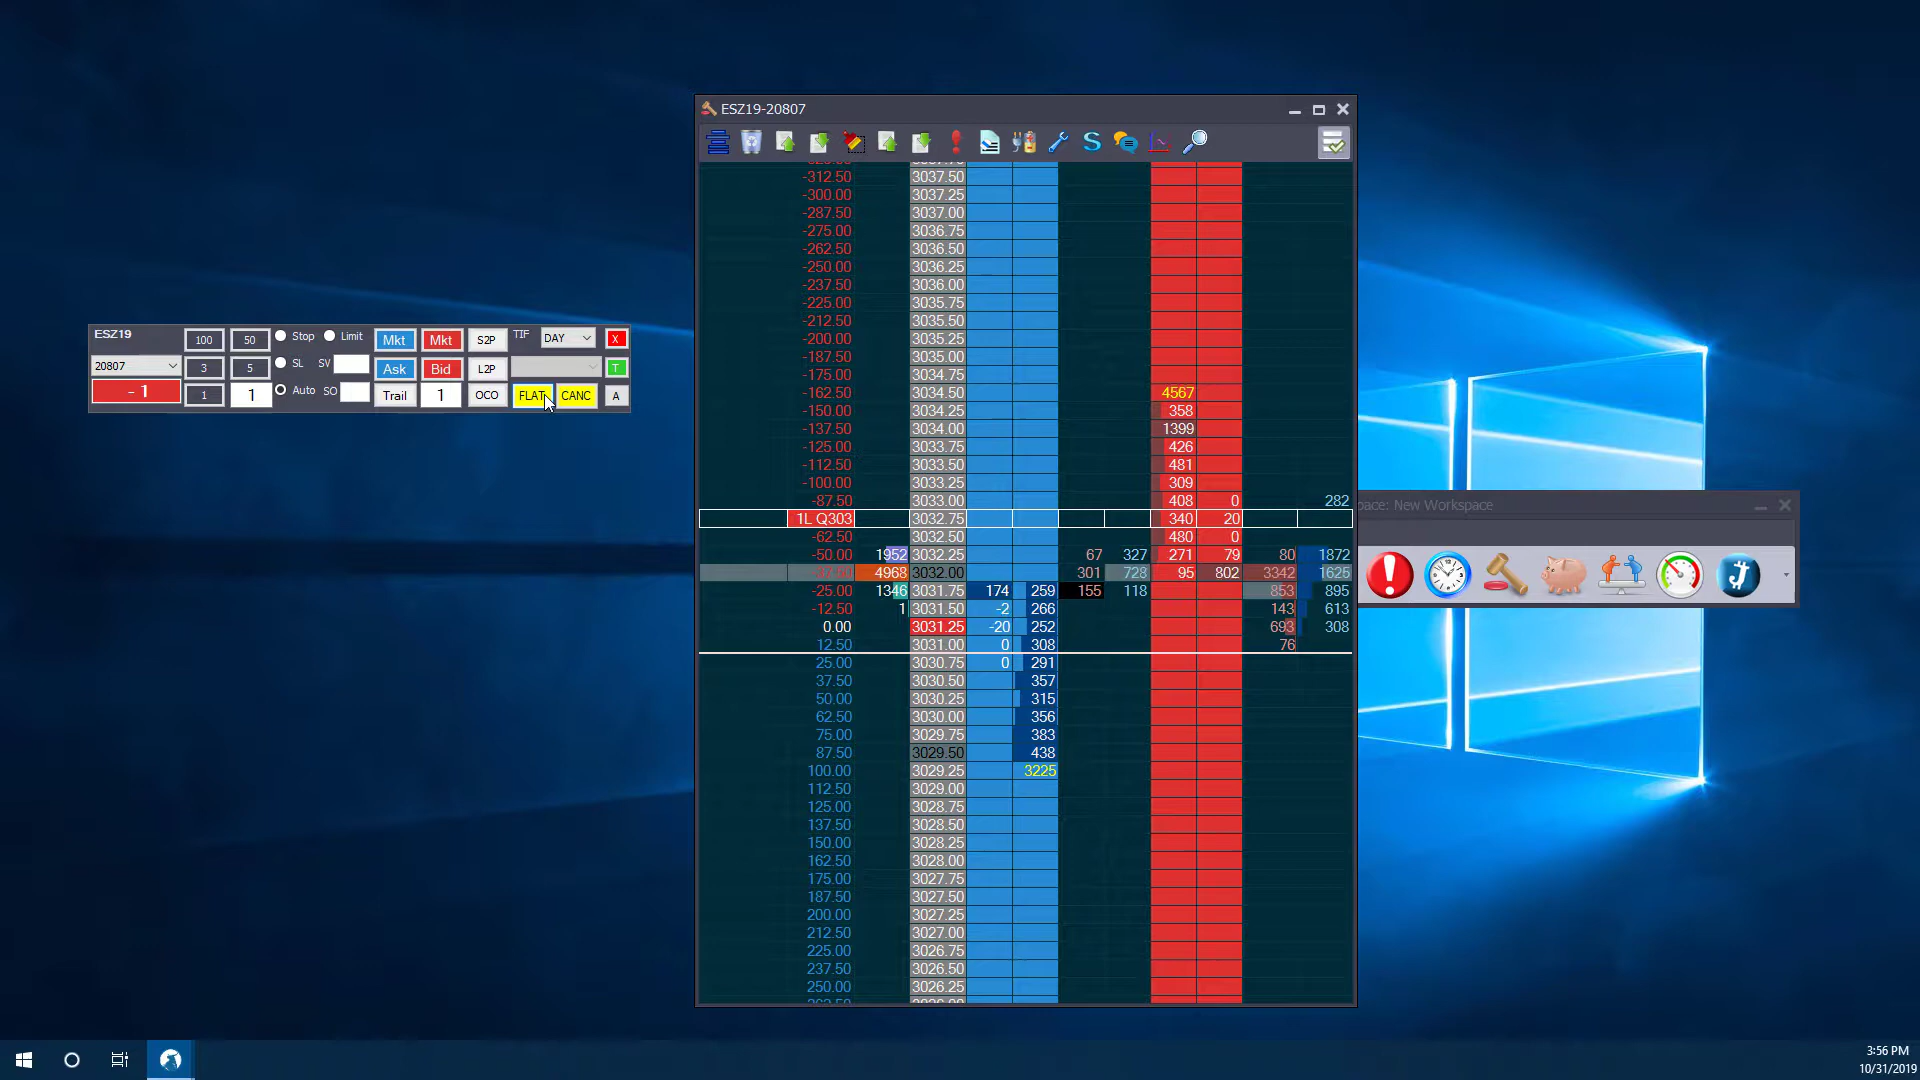 ESZ19-20807
-312.50 3037.50
-300.00 3037.25
-287.50 3037.00
-275.00 3036.75
-262.50 3036.50
-250.00 3036.25
-237.50 3036.00
-225.00 3035.75
-212.50 3035.50
-200.00 3035.25
-187.50 3035.00
-175.00 3034.75
-162.50 3034.50 4567
-150.00 3034.25 358
-137.50 3034.00 1399
-125.00 3033.75 426
-112.50 3033.50 481
-100.00 3033.25 309
-87.50 3033.00 408 0 282
1L Q303 3032.75 340 20
-62.50 3032.50 480 0
-50.00 1952 3032.25 67 327 271 79 80 1872
-37.50 4968 3032.00 301 728 95 802 3342 1625
-25.00 1346 3031.75 174 259 155 118 853 895
-12.50 1 3031.50 -2 266 143 613
0.00 3031.25 -20 252 693 308
12.50 3031.00 0 308 76
25.00 3030.75 0 291
37.50 3030.50 357
50.00 3030.25 315
62.50 3030.00 356
75.00 3029.75 383
87.50 3029.50 438
100.00 3029.25 3225
112.50 3029.00
125.00 3028.75
137.50 3028.50
150.00 3028.25
162.50 3028.00
175.00 3027.75
187.50 3027.50
200.00 3027.25
212.50 3027.00
225.00 3026.75
237.50 3026.50
250.00 3026.25
ESZ19 100 50 Stop Limit Mkt Mkt S2P TIF DAY X
20807 3 5 SL SV Ask Bid L2P T
- 1 1 1 Auto SO Trail 1 OCO FLAT CANC A
pace: New Workspace
3:56 PM
10/31/2019